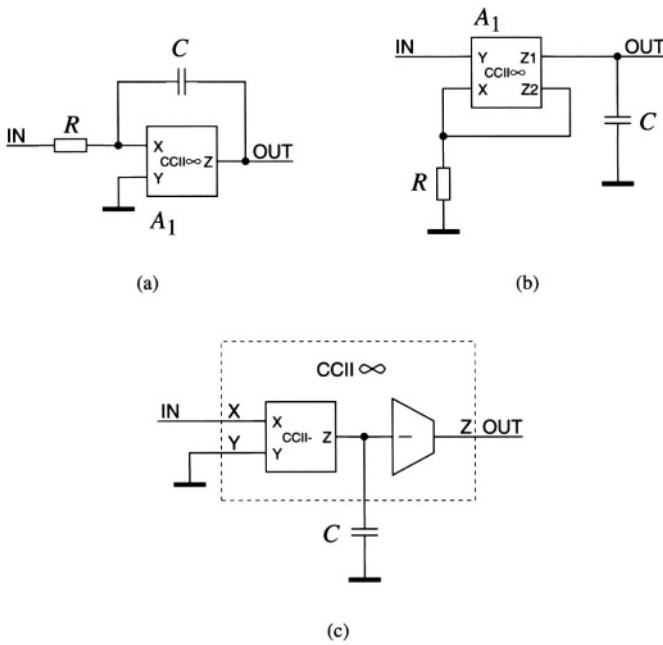 C
IN R
X
CCII∞ Z OUT
Y
A1
(a)
A1
IN Y Z1 OUT
CCII∞
X Z2
C
R
(b)
CCII ∞
IN X X
CCII- Z − Z OUT
Y Y
C
(c)